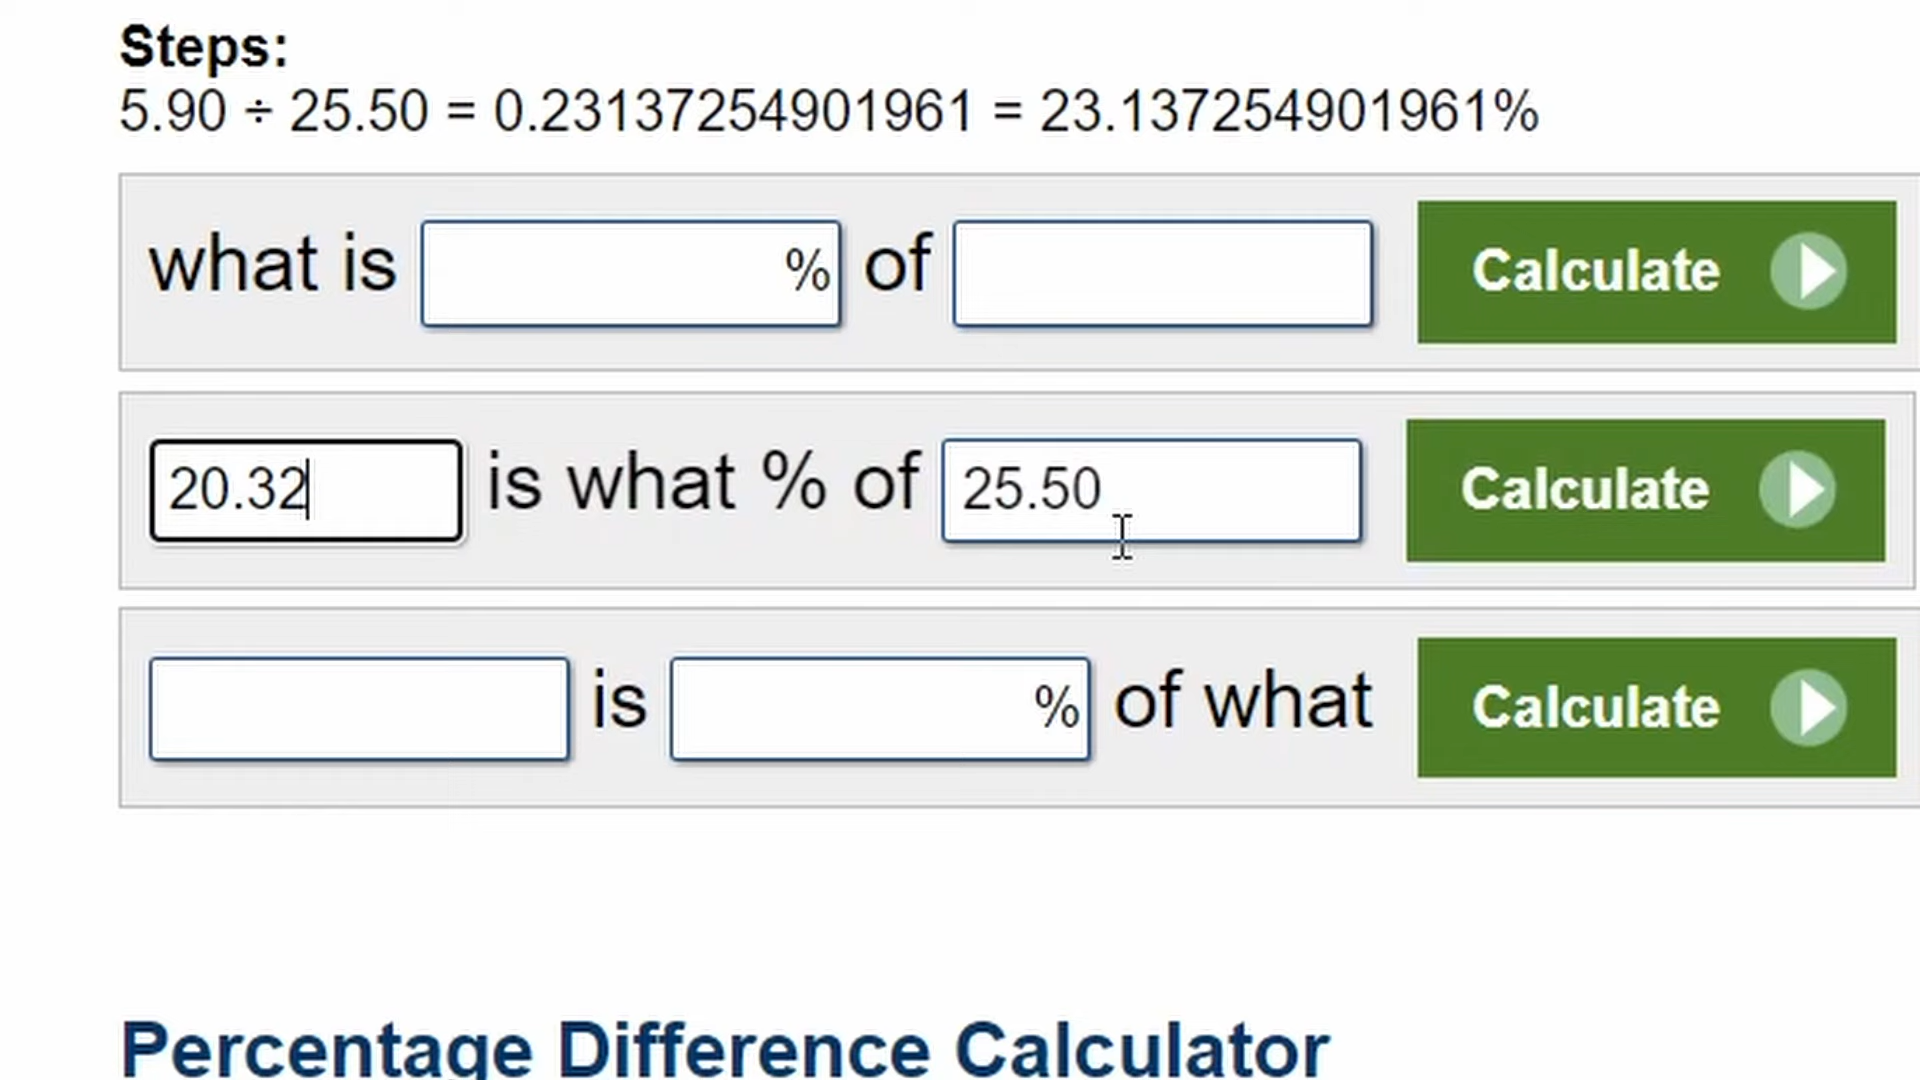 Steps:
5.90 ÷ 25.50 = 0.23137254901961 = 23.137254901961%
what is % of Calculate
20.32 is what % of 25.50 Calculate
is % of what Calculate
Percentage Difference Calculator